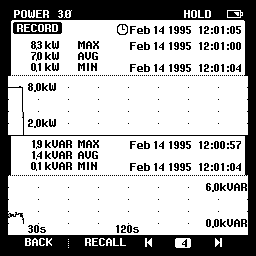 POWER 3Ø HOLD
RECORD Feb 14 1995 12:01:05
8,3 kW MAX Feb 14 1995 12:01:00
7,0 kW AVG
0,1 kW MIN Feb 14 1995 12:01:04
8,0kW
2,0kW
1,9 kVAR MAX Feb 14 1995 12:00:57
1,4 kVAR AVG
0,1 kVAR MIN Feb 14 1995 12:01:04
6,0kVAR
0,0kVAR
30s 120s
BACK RECALL 4